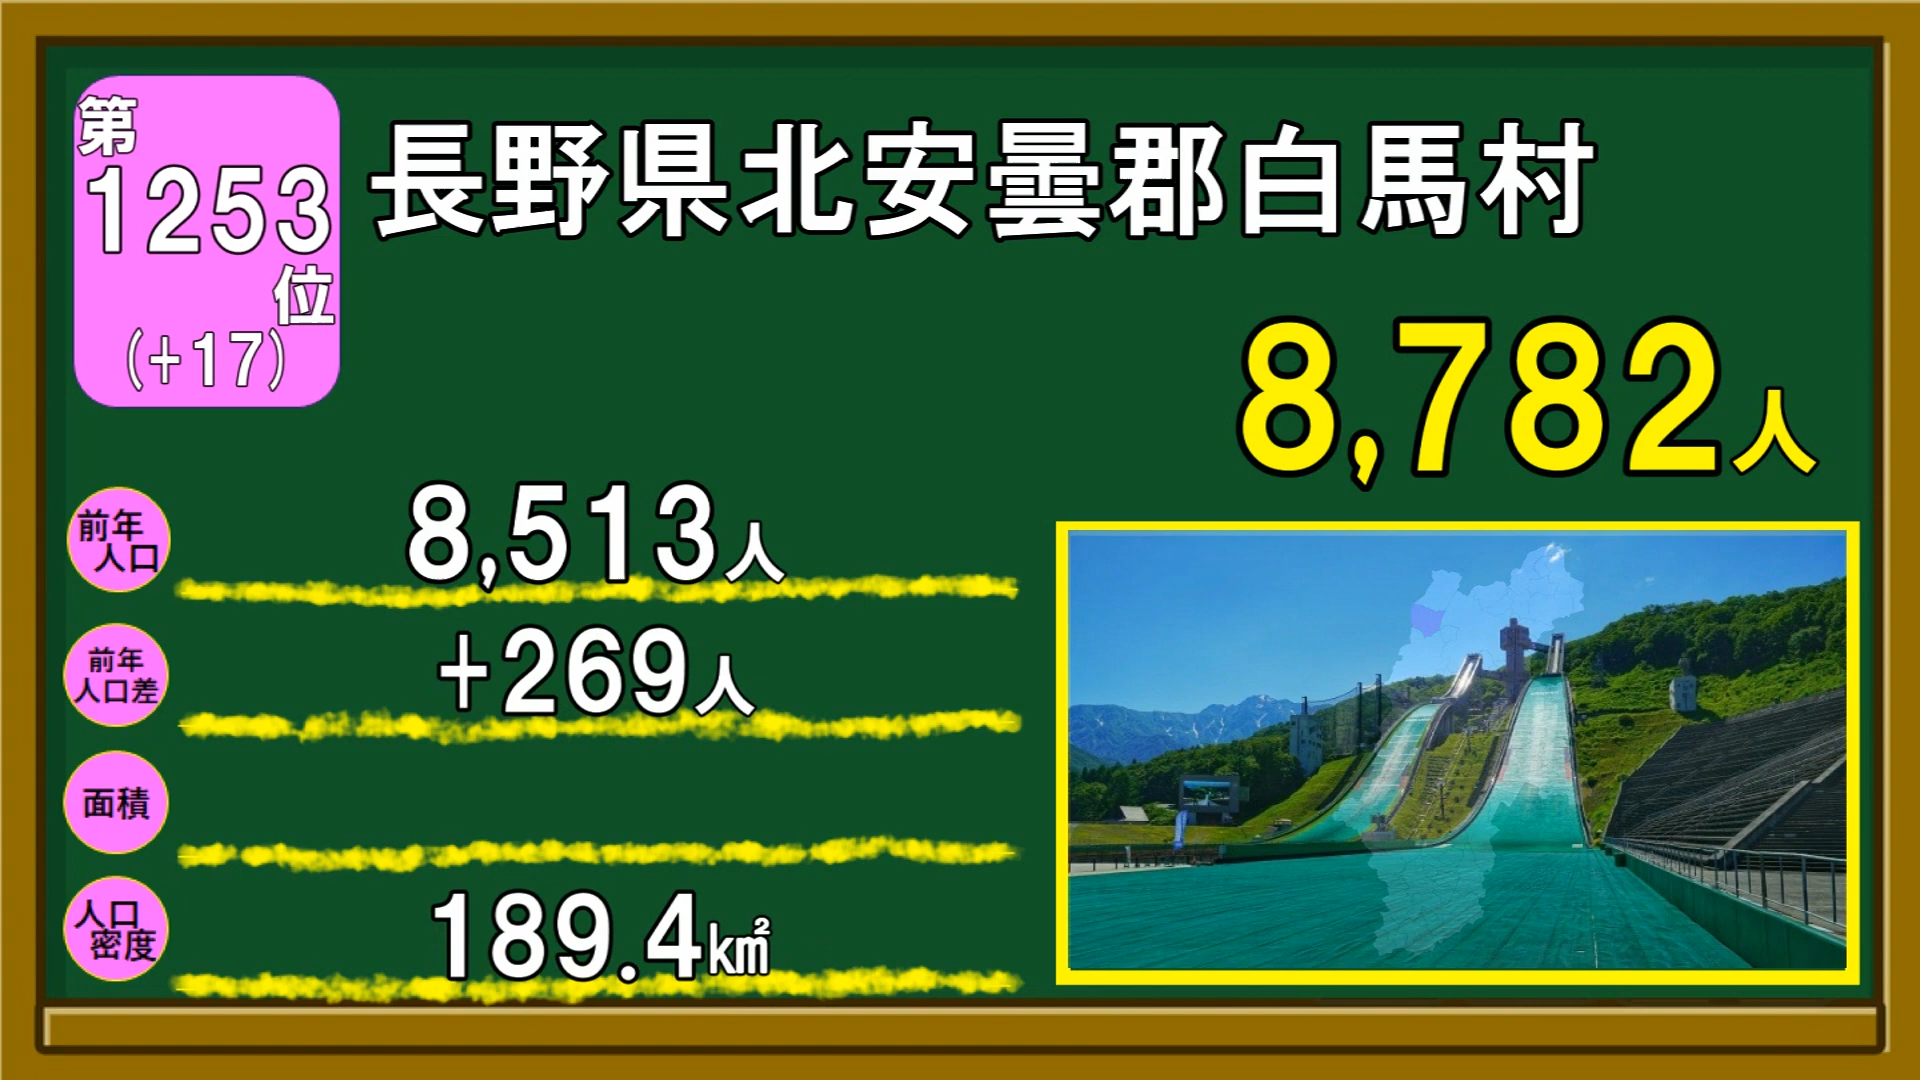 第
1253
位
(+17)
長野県北安曇郡白馬村
8,782人
前年
人口
8,513人
前年
人口差
+269人
面積
人口
密度
189.4k㎡